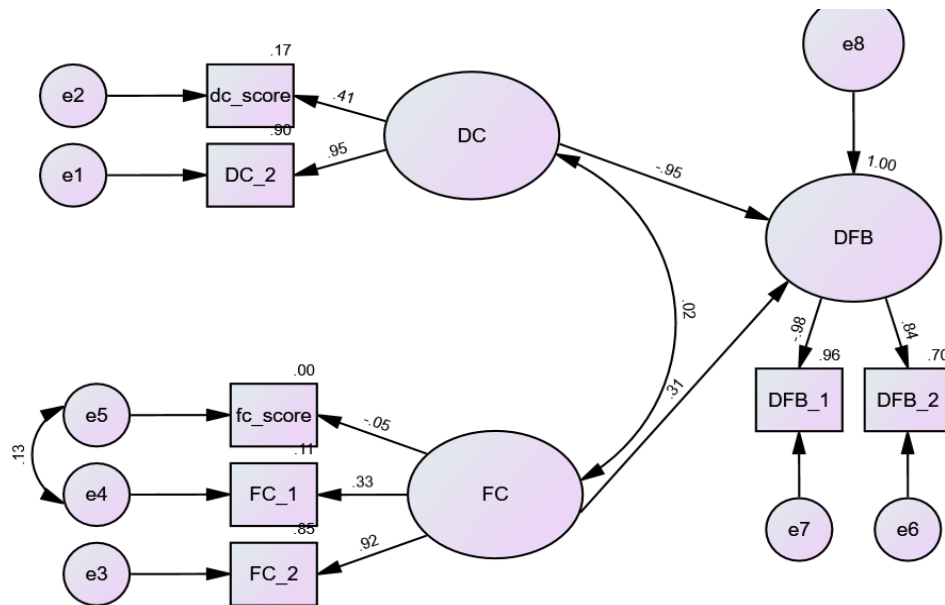 e8
.17
e2
dc_score
.41
DC
.90
e1
DC_2
.95
-.95
1.00
DFB
.02
-.98
.84
.96
.70
DFB_1
DFB_2
.31
.00
e5
fc_score
-.05
.13
.11
e4
FC_1
.33
FC
.85
e7
e6
e3
FC_2
.92